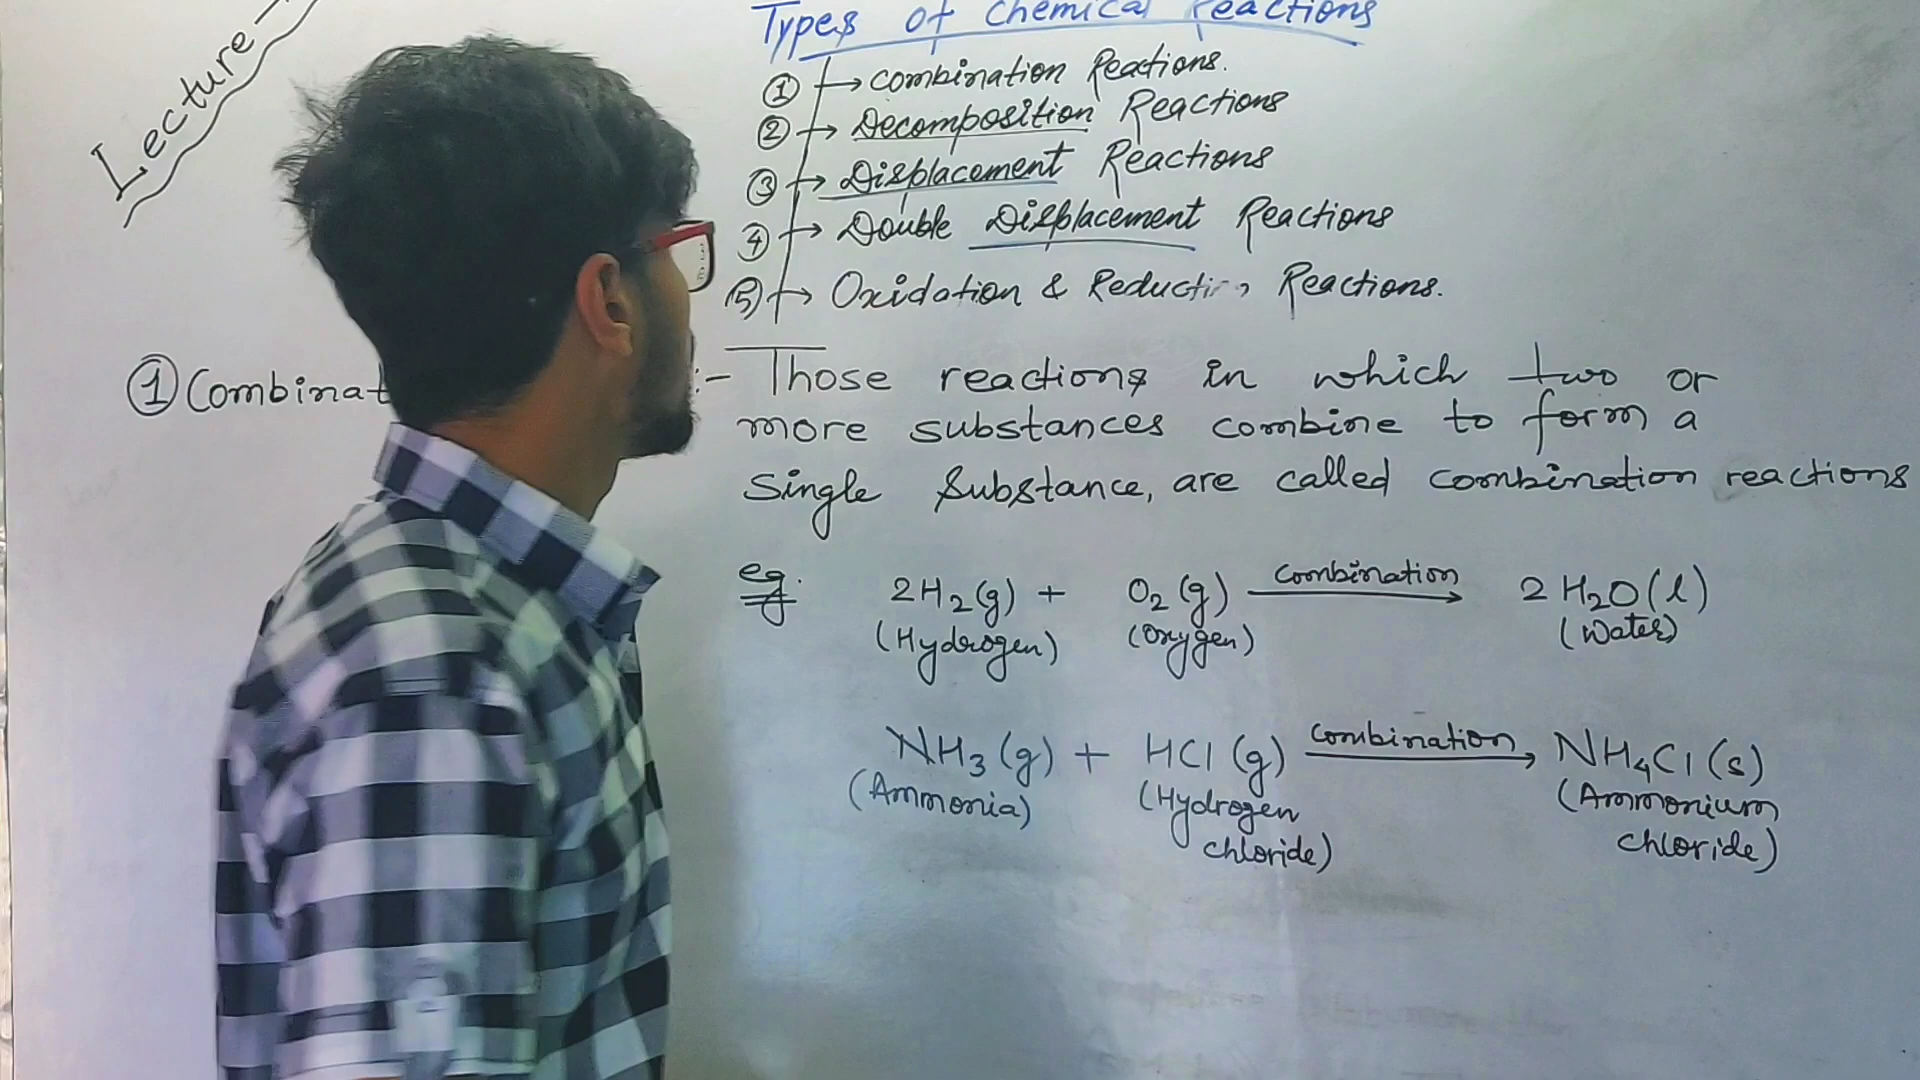 Lecture
Types of chemical Reactions
① → Combination Reactions.
② → Decomposition Reactions
③ → Displacement Reactions
④ → Double Displacement Reactions
⑤ → Oxidation & Reduction Reactions.
① Combinat :- Those reactions in which two or
more substances combine to form a
single substance, are called combination reactions
eg. 2H₂(g) + O₂(g) combination → 2H₂O(l)
(Hydrogen) (Oxygen) (Water)
NH₃(g) + HCl(g) combination → NH₄Cl(s)
(Ammonia) (Hydrogen chloride) (Ammonium chloride)